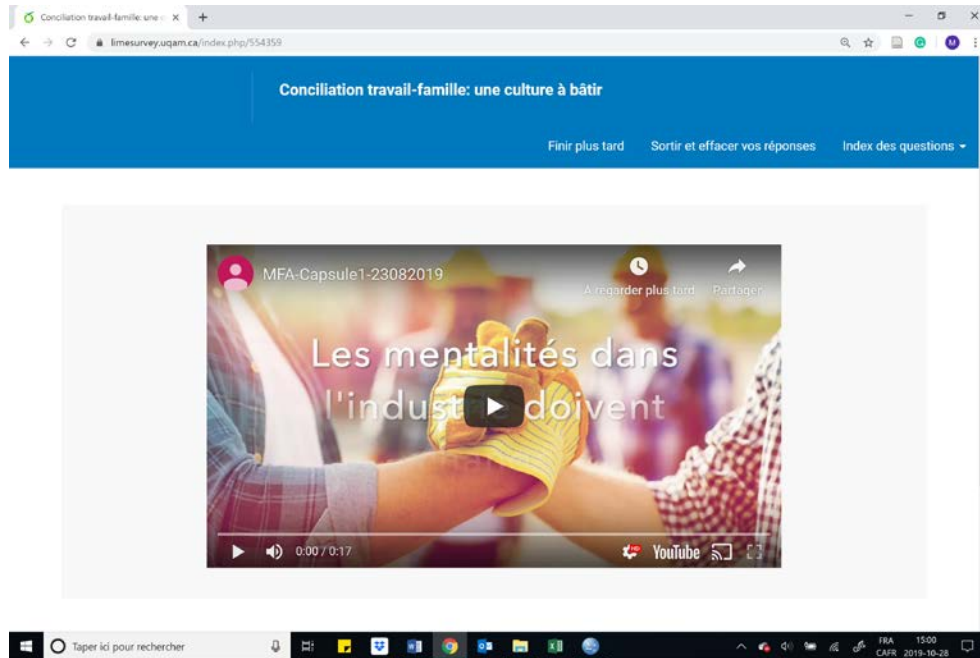 Conciliation travail-famille: une c
limesurvey.uqam.ca/index.php/554359
M
Conciliation travail-famille: une culture à bâtir
Finir plus tard Sortir et effacer vos réponses Index des questions
MFA-Capsule1-23082019
À regarder plus tard Partager
Les mentalités dans
l'industrie doivent
0:00 / 0:17
HD YouTube
Taper ici pour rechercher
FRA 15:00
CAFR 2019-10-28